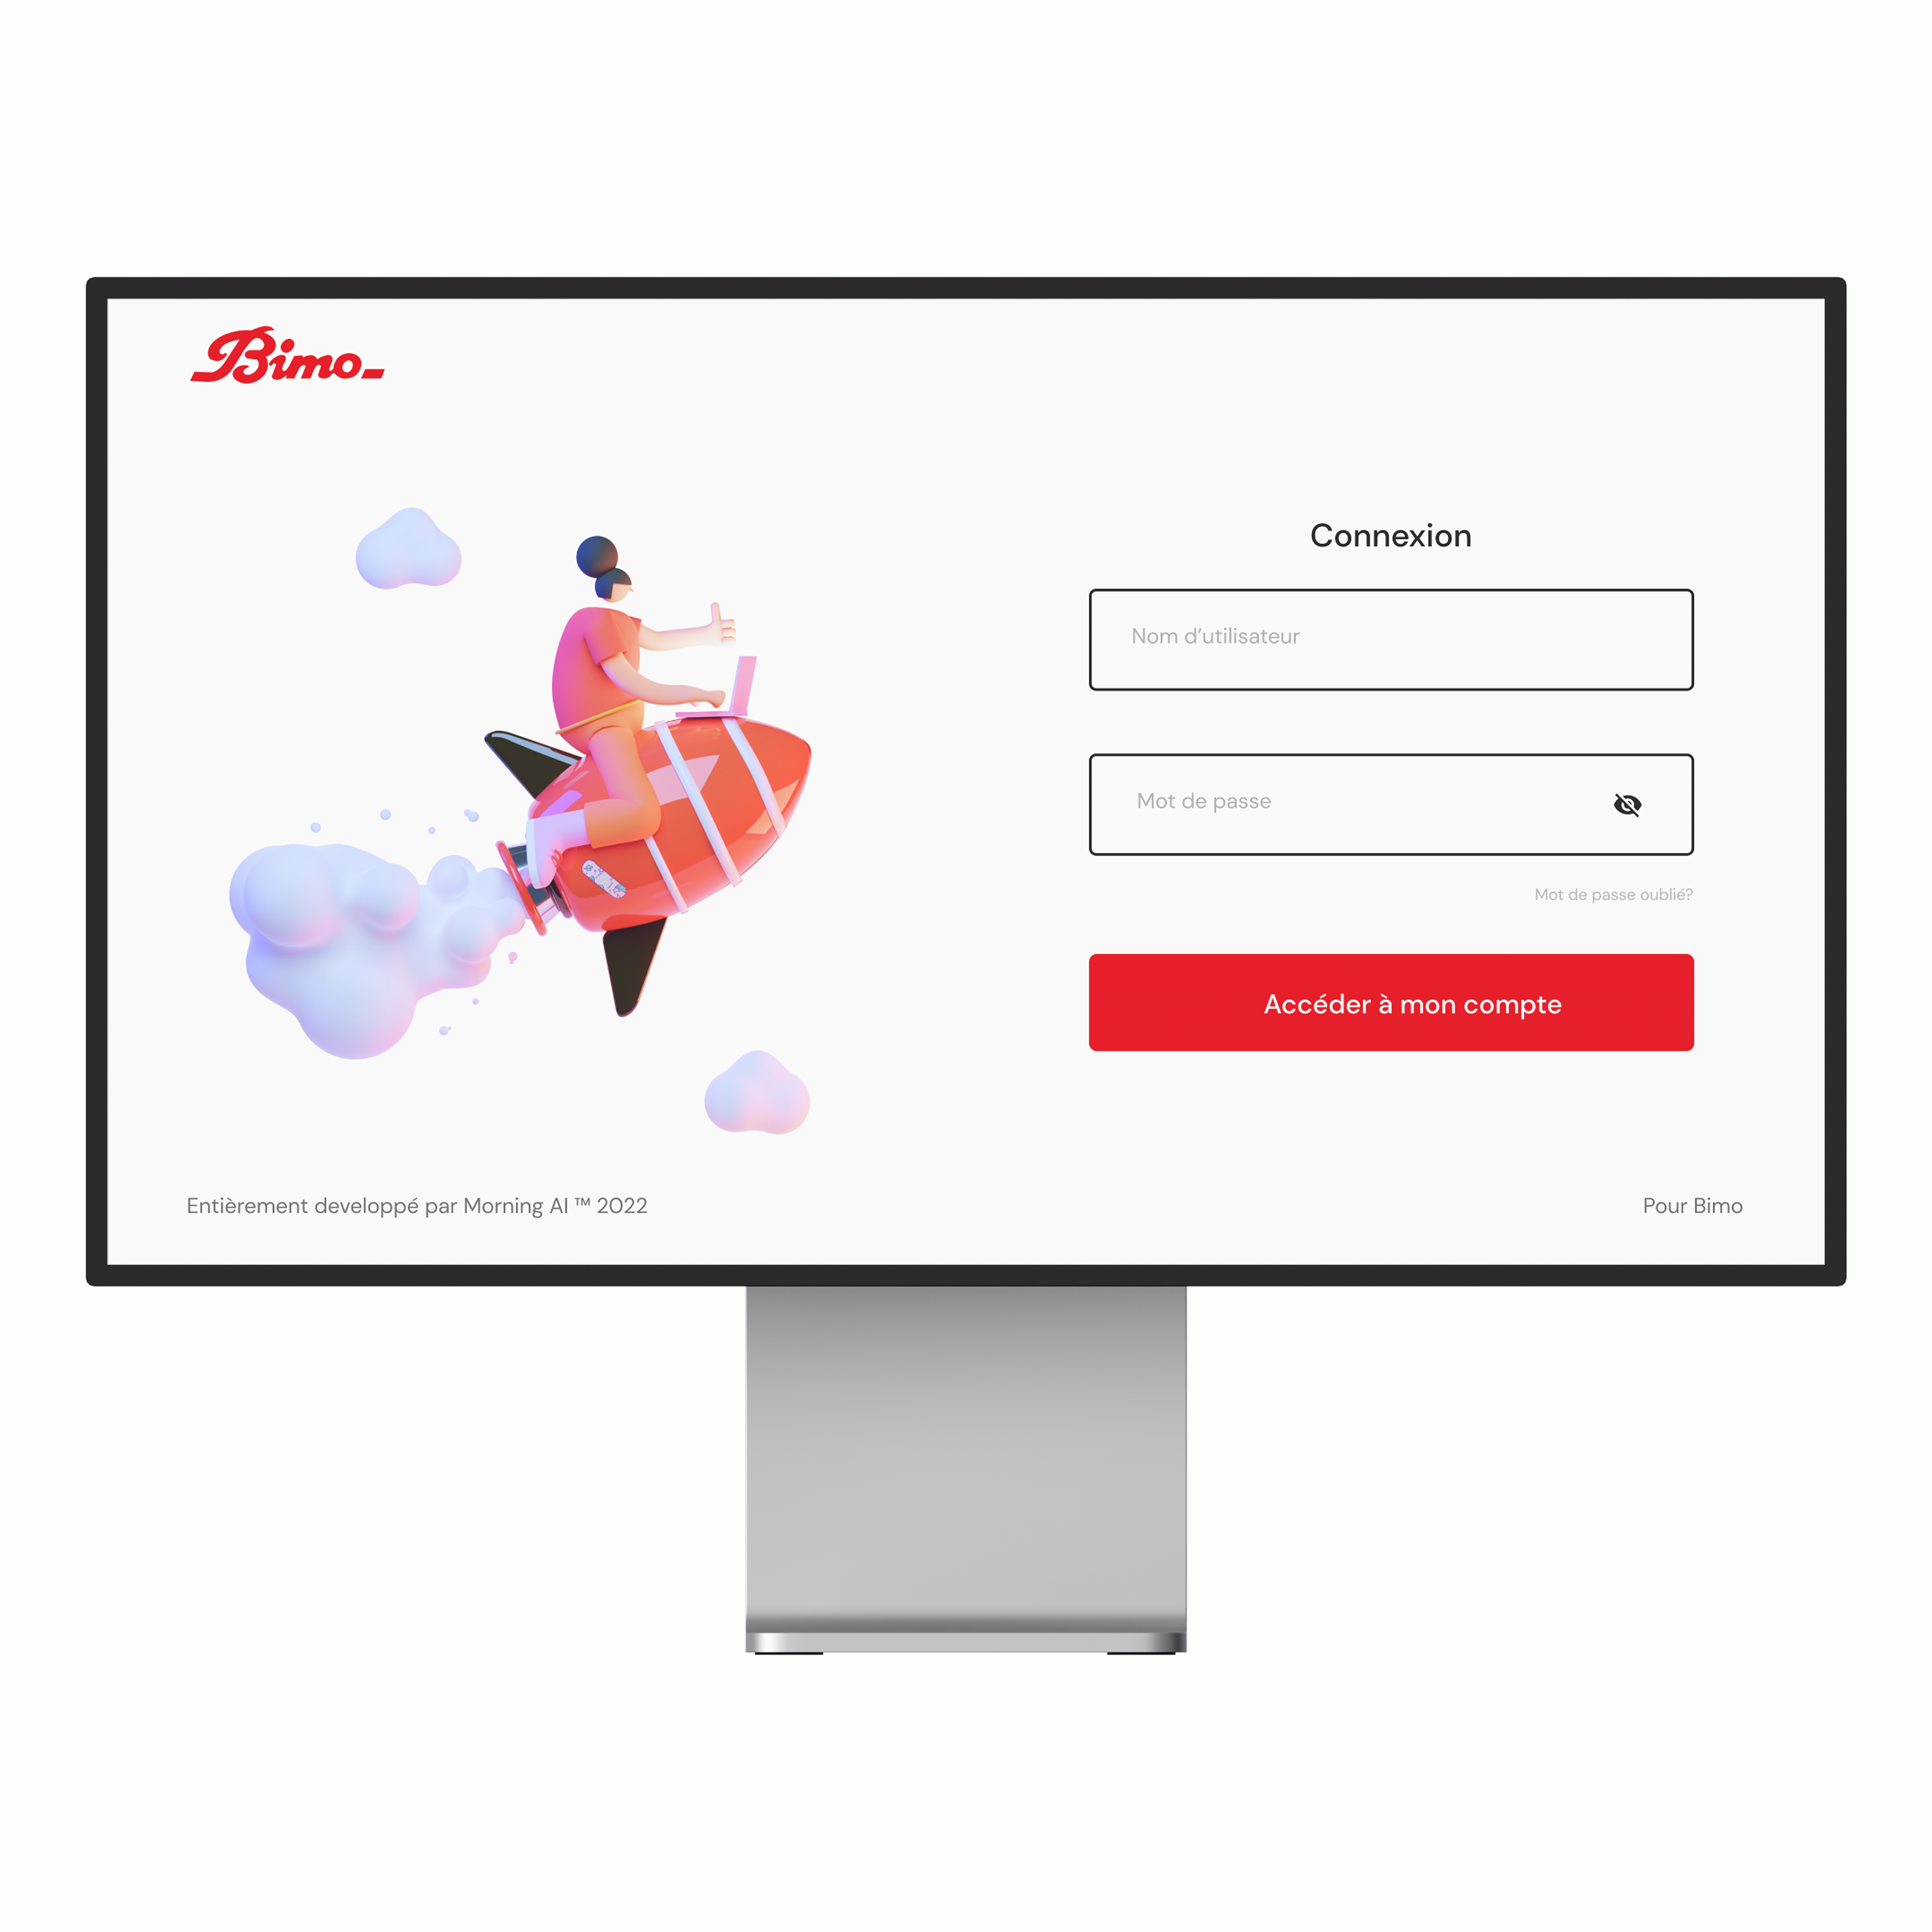 Bimo
Connexion
Nom d’utilisateur
Mot de passe
Mot de passe oublié?
Accéder à mon compte
Entièrement developpé par Morning AI ™ 2022
Pour Bimo